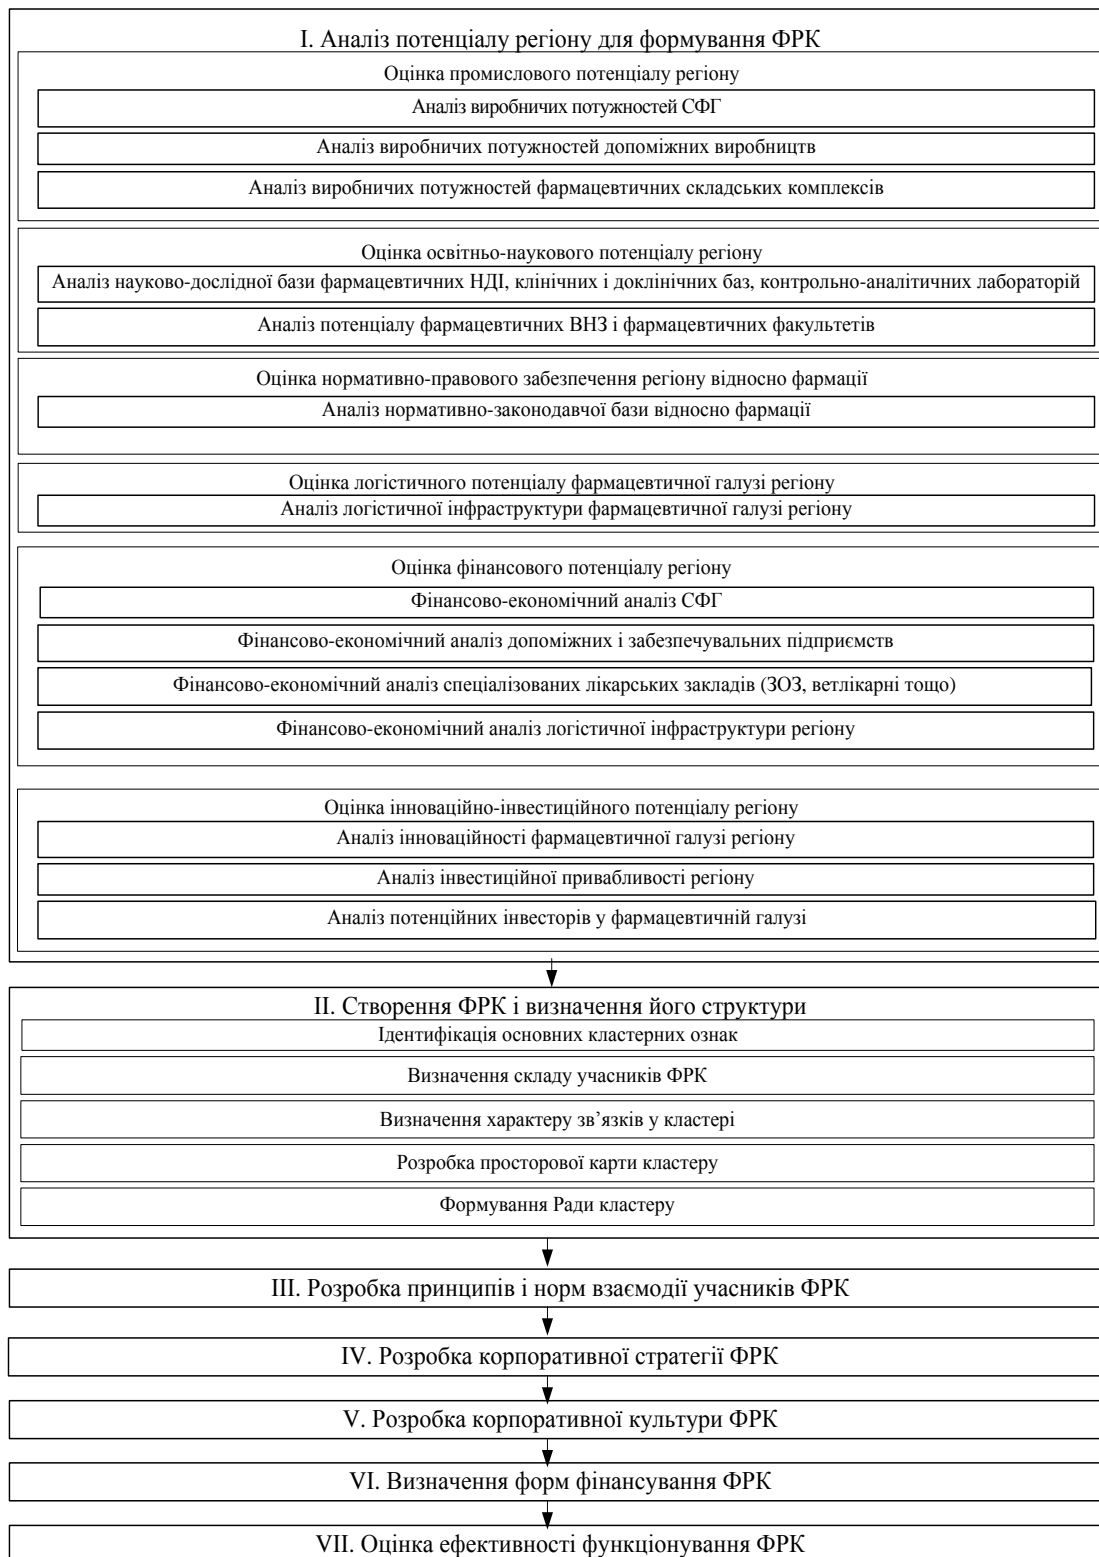 I. Аналіз потенціалу регіону для формування ФРК
Оцінка промислового потенціалу регіону
Аналіз виробничих потужностей СФГ
Аналіз виробничих потужностей допоміжних виробництв
Аналіз виробничих потужностей фармацевтичних складських комплексів
Оцінка освітньо-наукового потенціалу регіону
Аналіз науково-дослідної бази фармацевтичних НДІ, клінічних і доклінічних баз, контрольно-аналітичних лабораторій
Аналіз потенціалу фармацевтичних ВНЗ і фармацевтичних факультетів
Оцінка нормативно-правового забезпечення регіону відносно фармації
Аналіз нормативно-законодавчої бази відносно фармації
Оцінка логістичного потенціалу фармацевтичної галузі регіону
Аналіз логістичної інфраструктури фармацевтичної галузі регіону
Оцінка фінансового потенціалу регіону
Фінансово-економічний аналіз СФГ
Фінансово-економічний аналіз допоміжних і забезпечувальних підприємств
Фінансово-економічний аналіз спеціалізованих лікарських закладів (ЗОЗ, ветлікарні тощо)
Фінансово-економічний аналіз логістичної інфраструктури регіону
Оцінка інноваційно-інвестиційного потенціалу регіону
Аналіз інноваційності фармацевтичної галузі регіону
Аналіз інвестиційної привабливості регіону
Аналіз потенційних інвесторів у фармацевтичній галузі
II. Створення ФРК і визначення його структури
Ідентифікація основних кластерних ознак
Визначення складу учасників ФРК
Визначення характеру зв’язків у кластері
Розробка просторової карти кластеру
Формування Ради кластеру
III. Розробка принципів і норм взаємодії учасників ФРК
IV. Розробка корпоративної стратегії ФРК
V. Розробка корпоративної культури ФРК
VI. Визначення форм фінансування ФРК
VII. Оцінка ефективності функціонування ФРК